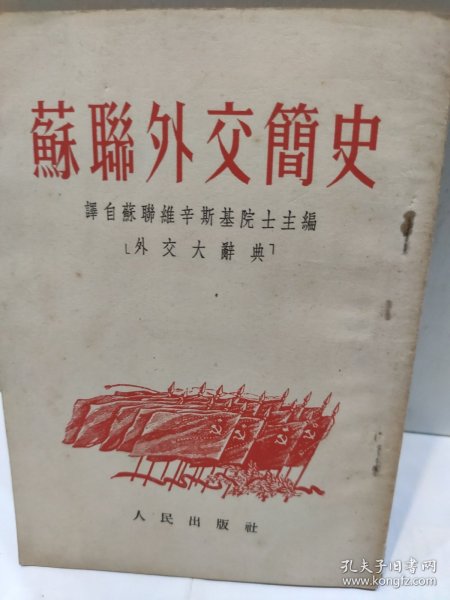 蘇聯外交簡史
譯自蘇聯維辛斯基院士主編
「外交大辭典」
人民出版社
孔夫子旧书网
www.kongfz.com